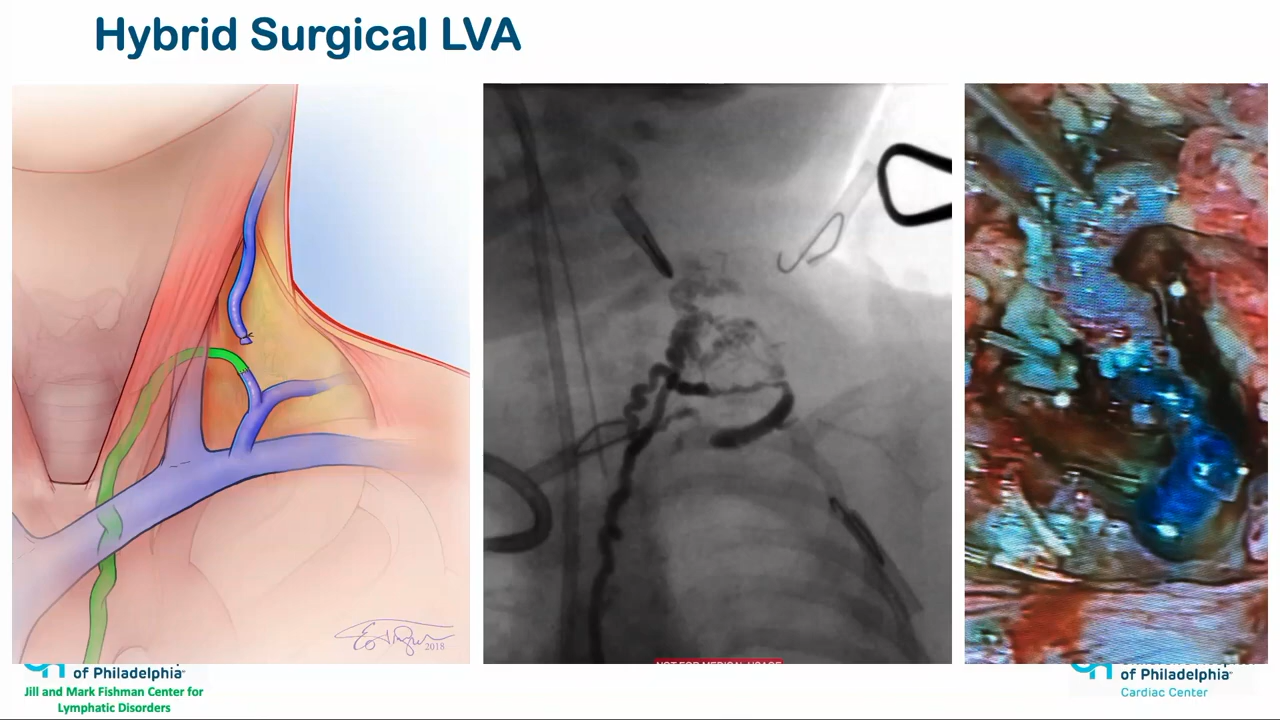 Hybrid Surgical LVA
2018
of Philadelphia
Jill and Mark Fishman Center for
Lymphatic Disorders
of Philadelphia
Cardiac Center